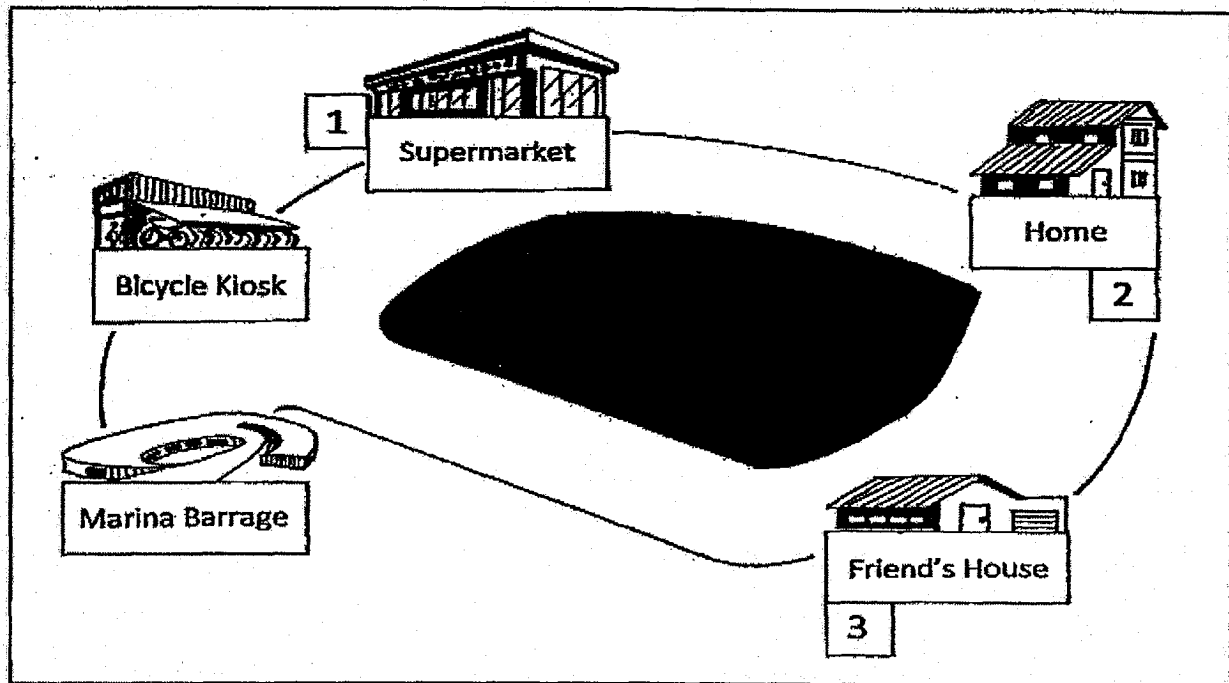 1
Supermarket
Home
2
Bicycle Kiosk
Marina Barrage
Friend's House
3